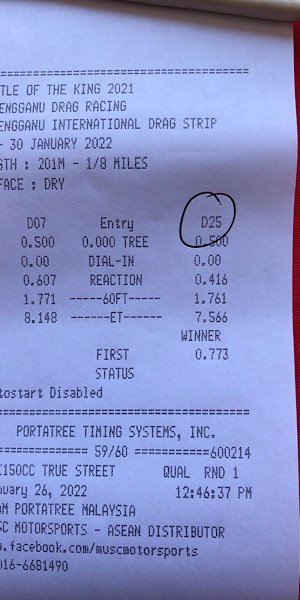 ==========================================
TLE OF THE KING 2021
ENGGANU DRAG RACING
ENGGANU INTERNATIONAL DRAG STRIP
- 30 JANUARY 2022
GTH : 201M - 1/8 MILES
FACE : DRY
D07 Entry D25
0.500 0.000 TREE 0.500
0.00 DIAL-IN 0.00
0.607 REACTION 0.416
1.771 -----60FT----- 1.761
8.148 ------ET------ 7.566
WINNER
FIRST 0.773
STATUS
tostart Disabled
==========================================
PORTATREE TIMING SYSTEMS, INC.
============== 59/60 ===========600214
150CC TRUE STREET QUAL RND 1
uary 26, 2022 12:46:37 PM
M PORTATREE MALAYSIA
SC MOTORSPORTS - ASEAN DISTRIBUTOR
.facebook.com/muscmotorsports
016-6681490